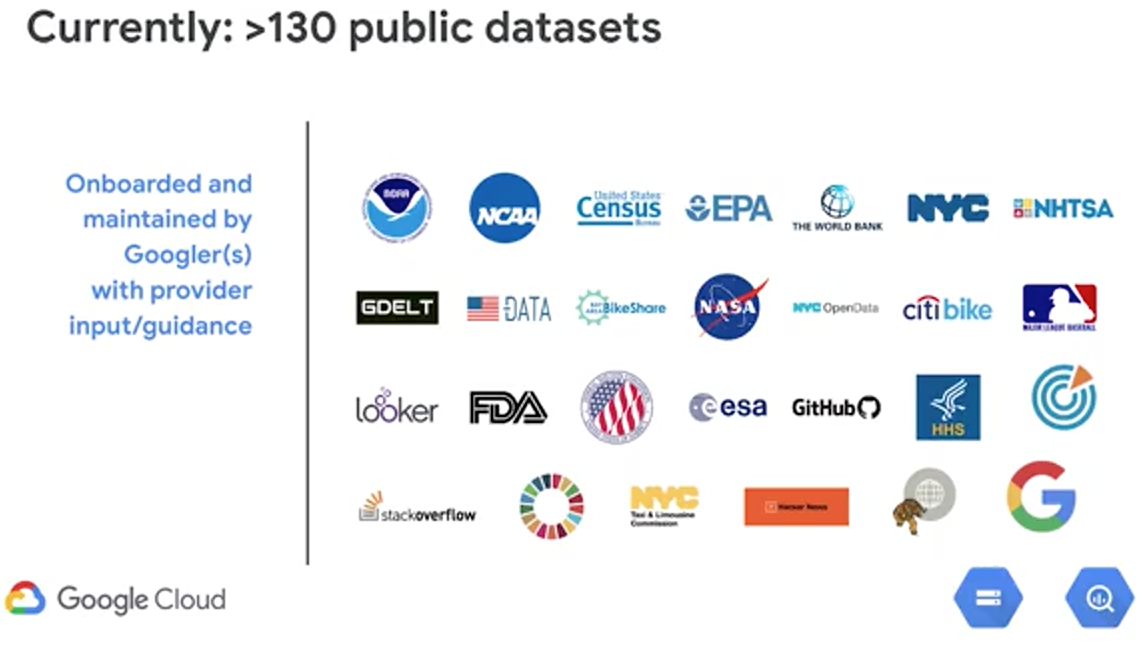 Currently: >130 public datasets
Onboarded and
maintained by
Googler(s)
with provider
input/guidance
NOAA
NCAA
United States
Census
Bureau
EPA
THE WORLD BANK
NYC
NHTSA
GDELT
DATA
BAY AREA BikeShare
NASA
NYC OpenData
citi bike
MAJOR LEAGUE BASEBALL
looker
FDA
esa
GitHub
HHS
stackoverflow
NYC
Taxi & Limousine
Commission
Y Hacker News
G
Google Cloud